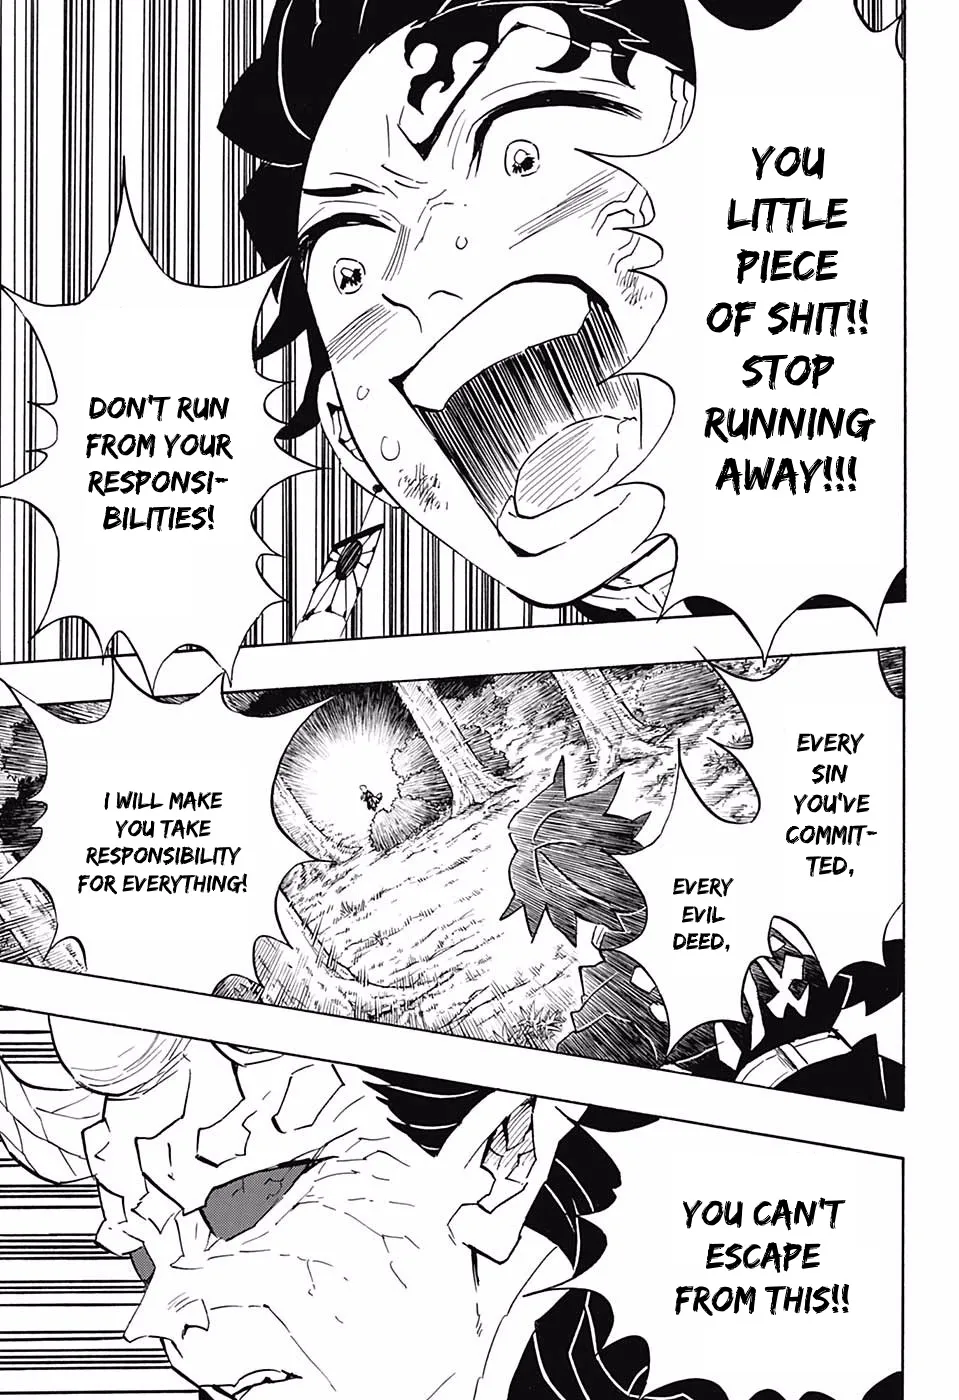 YOU
LITTLE
PIECE
OF SHIT!!
STOP
RUNNING
AWAY!!!
DON'T RUN
FROM YOUR
RESPONSI-
BILITIES!
EVERY
SIN
YOU'VE
COMMIT-
TED,
EVERY
EVIL
DEED,
I WILL MAKE
YOU TAKE
RESPONSIBILITY
FOR EVERYTHING!
YOU CAN'T
ESCAPE
FROM THIS!!